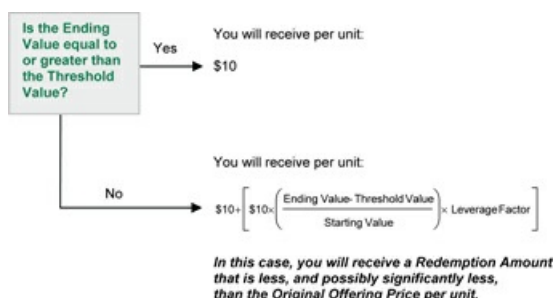 Is the Ending
Value equal to
or greater than
the Threshold
Value?
Yes
You will receive per unit:
$10
No
You will receive per unit:
$10+[$10×(Ending Value-Threshold Value
Starting Value)× Leverage Factor]
In this case, you will receive a Redemption Amount
that is less, and possibly significantly less,
than the Original Offering Price per unit.